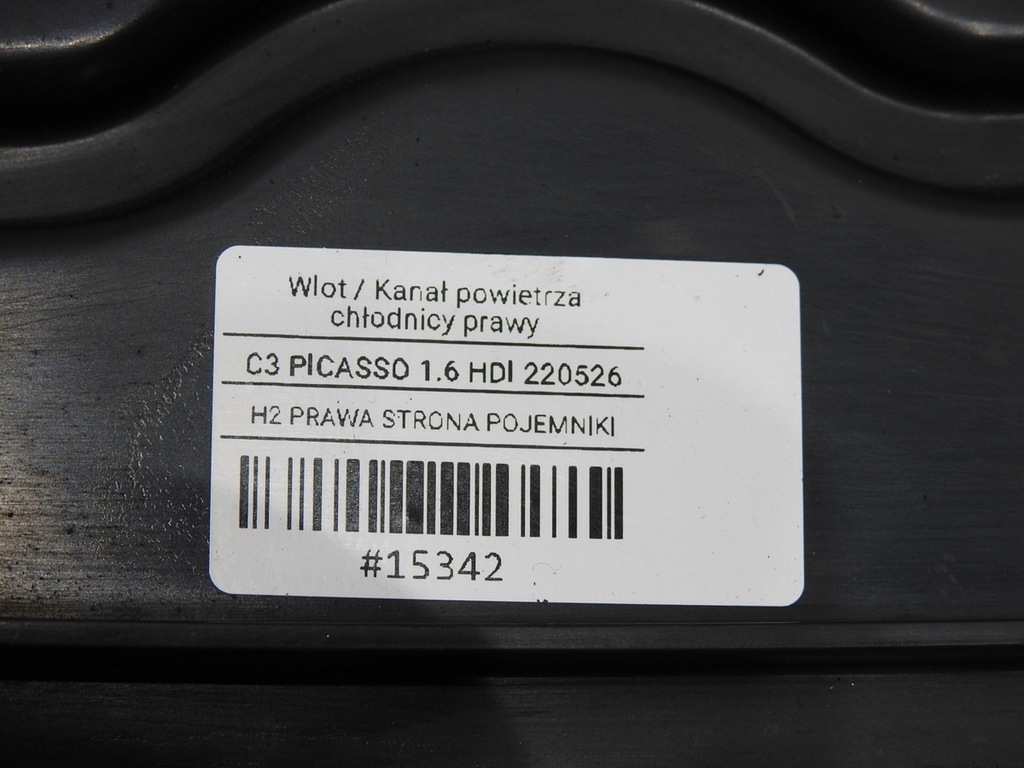 Wlot / Kanał powietrza
chłodnicy prawy
C3 PICASSO 1.6 HDI 220526
H2 PRAWA STRONA POJEMNIKI
#15342